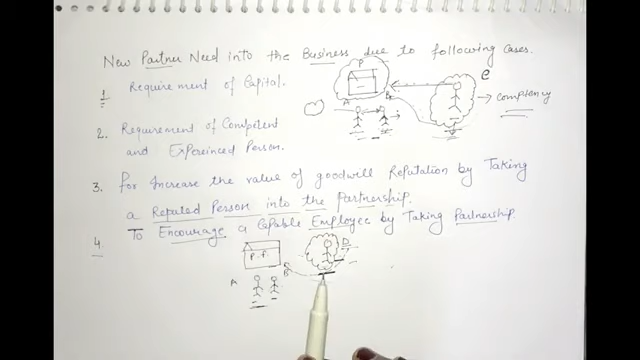 New Partner Need into the Business due to following Cases.
1 Requirement of Capital.
P
A
B
C
→ Comptency
2. Requirement of Competent
and Expereinced Person.
3. For Increase the value of goodwill Reputation by Taking
a Reputed Person into the Partnership.
4 To Encourage a Capable Employee by Taking Partnership.
P.F
D
A
B